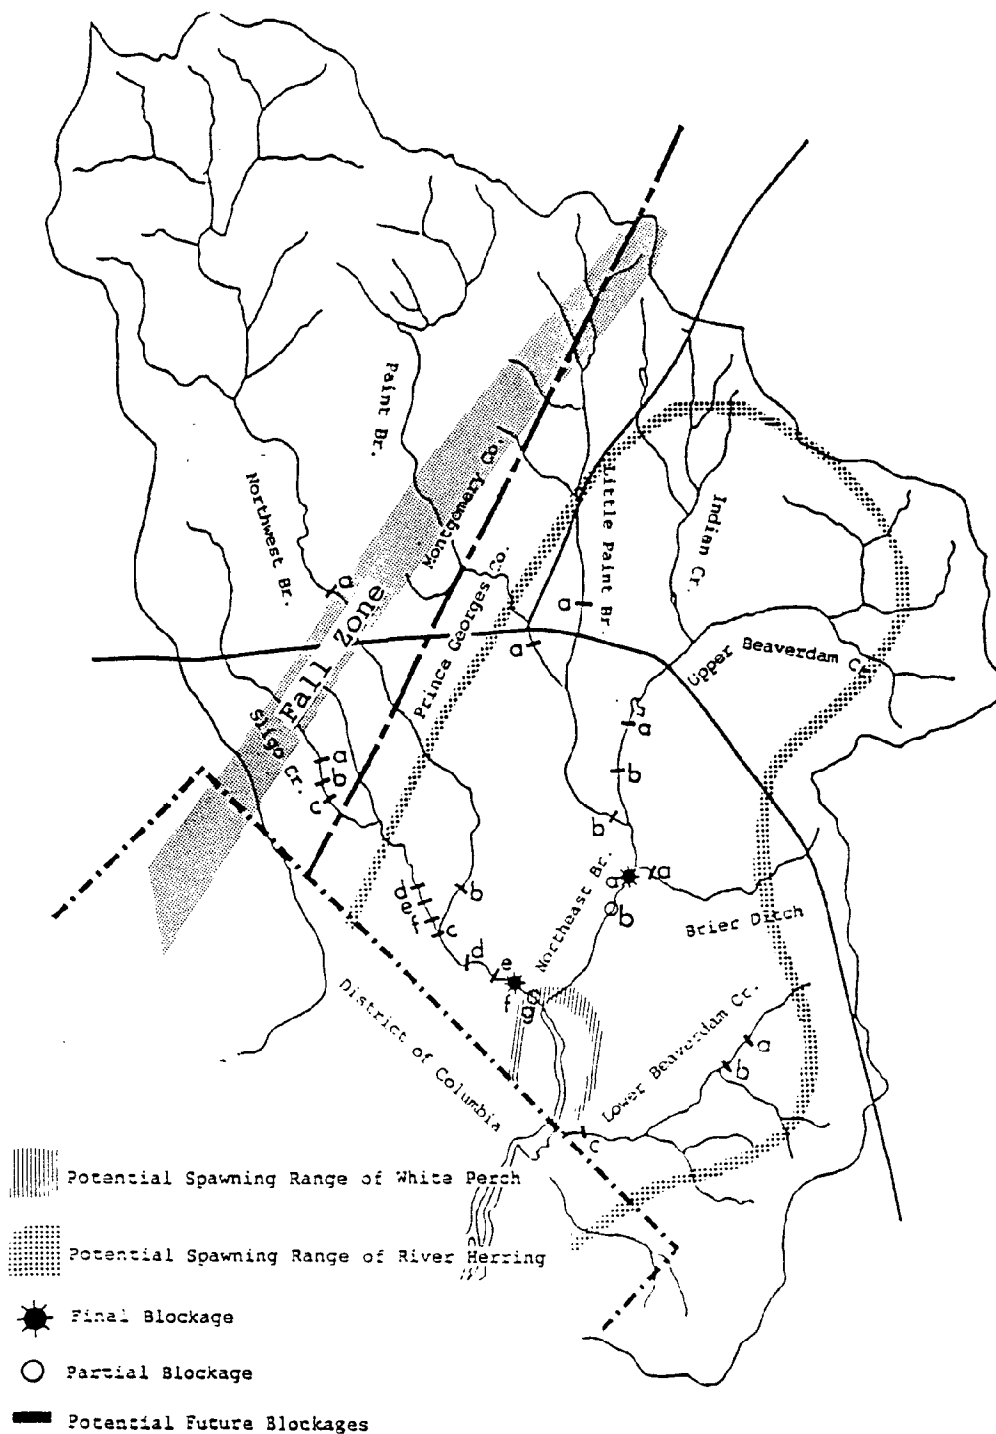 Paint Br.
Northwest Br.
Montgomery Co.
Prince Georges Co.
Little Paint Br.
Indian Cr.
a
Fall Zone
a
a
Upper Beaverdam Cr.
Sligo Cr.
a
b
c
a
b
b
a
a
b
b
c
d
e
f
g
Northeast Br.
Brier Ditch
District of Columbia
Lower Beaverdam Cr.
a
b
c
Potential Spawning Range of White Perch
Potential Spawning Range of River Herring
Final Blockage
Partial Blockage
Potential Future Blockages